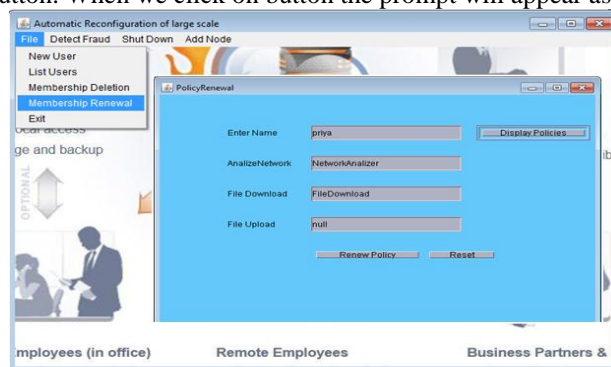 utton. When we click on button the prompt will appear as
Automatic Reconfiguration of large scale
File Detect Fraud Shut Down Add Node
New User
List Users
Membership Deletion
Membership Renewal
Exit
ocal access
ge and backup
OPTIONAL
PolicyRenewal
Enter Name priya Display Policies
AnalizeNetwork NetworkAnalizer
File Download FileDownload
File Upload null
Renew Policy Reset
ib
mployees (in office) Remote Employees Business Partners &